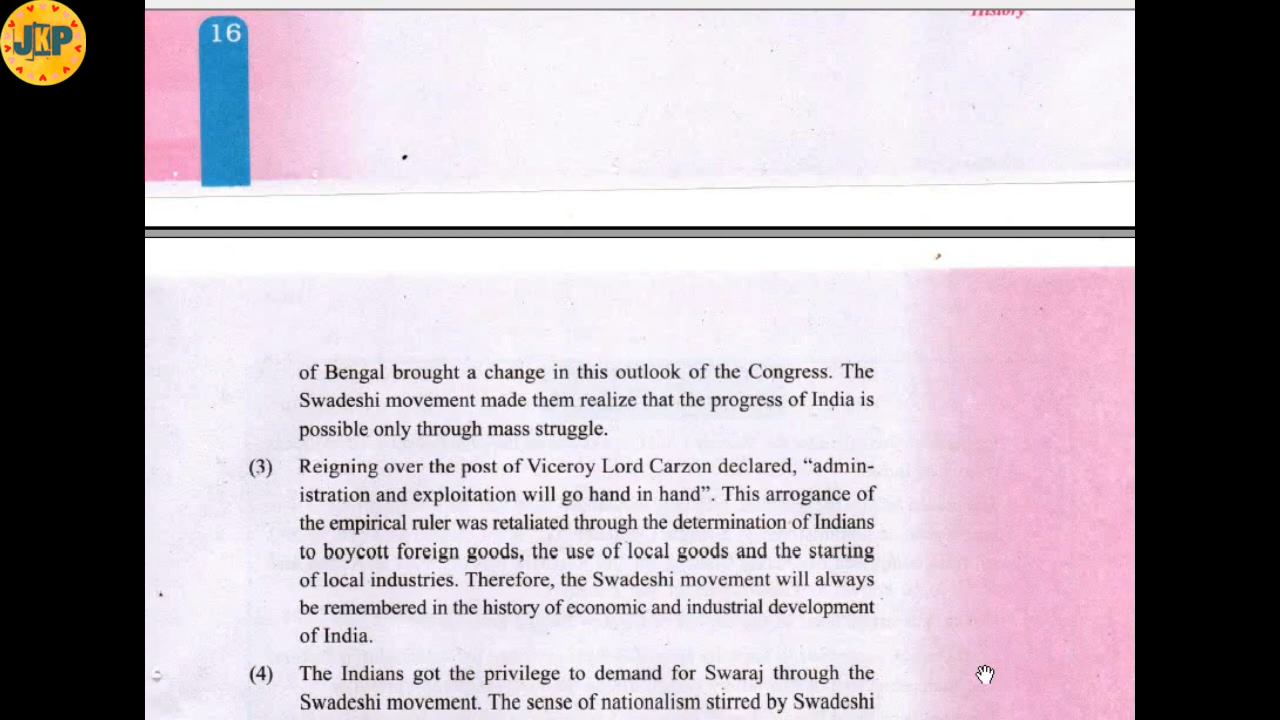 JKP
History
16
of Bengal brought a change in this outlook of the Congress. The
Swadeshi movement made them realize that the progress of India is
possible only through mass struggle.
(3) Reigning over the post of Viceroy Lord Carzon declared, “admin-
istration and exploitation will go hand in hand”. This arrogance of
the empirical ruler was retaliated through the determination of Indians
to boycott foreign goods, the use of local goods and the starting
of local industries. Therefore, the Swadeshi movement will always
be remembered in the history of economic and industrial development
of India.
(4) The Indians got the privilege to demand for Swaraj through the
Swadeshi movement. The sense of nationalism stirred by Swadeshi